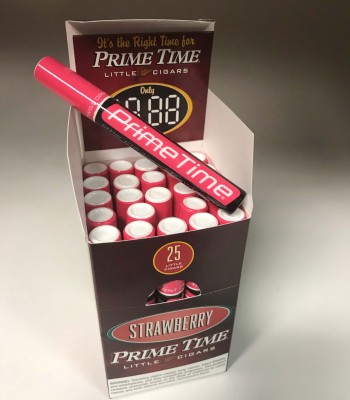 It's the Right Time for
PRIME TIME
LITTLE CIGARS
Only
88
PrimeTime
25
LITTLE
CIGARS
STRAWBERRY
PRIME TIME
LITTLE CIGARS